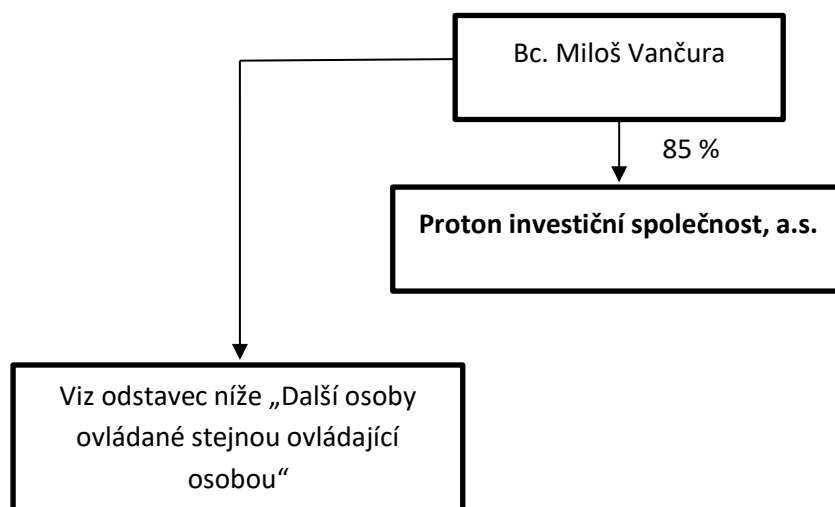 Bc. Miloš Vančura
85 %
Proton investiční společnost, a.s.
Viz odstavec níže „Další osoby
ovládané stejnou ovládající
osobou“